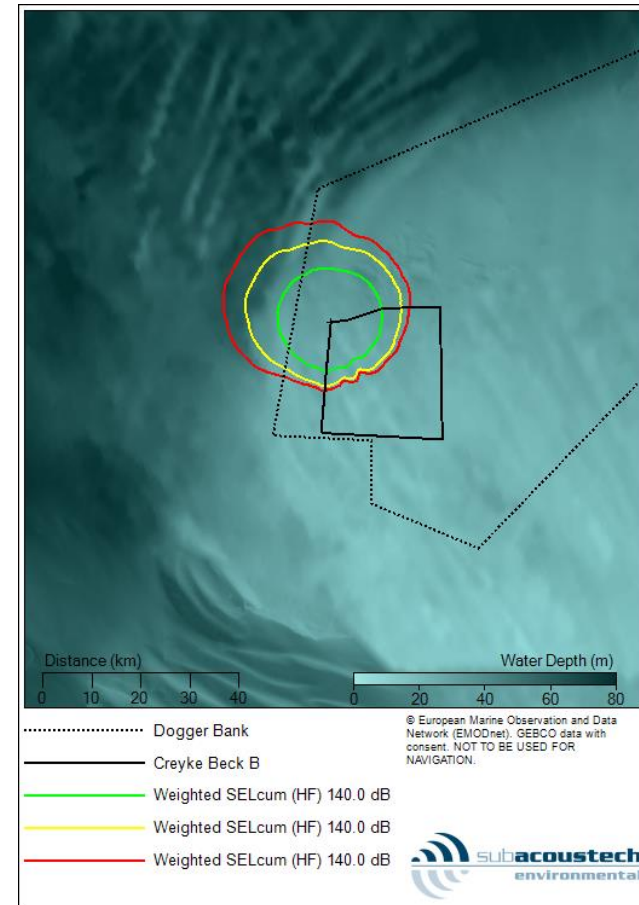 Distance (km)
0 10 20 30 40
Water Depth (m)
0 20 40 60 80
Dogger Bank
Creyke Beck B
Weighted SELcum (HF) 140.0 dB
Weighted SELcum (HF) 140.0 dB
Weighted SELcum (HF) 140.0 dB
© European Marine Observation and Data
Network (EMODnet). GEBCO data with
consent. NOT TO BE USED FOR
NAVIGATION.
subacoustech
environmental